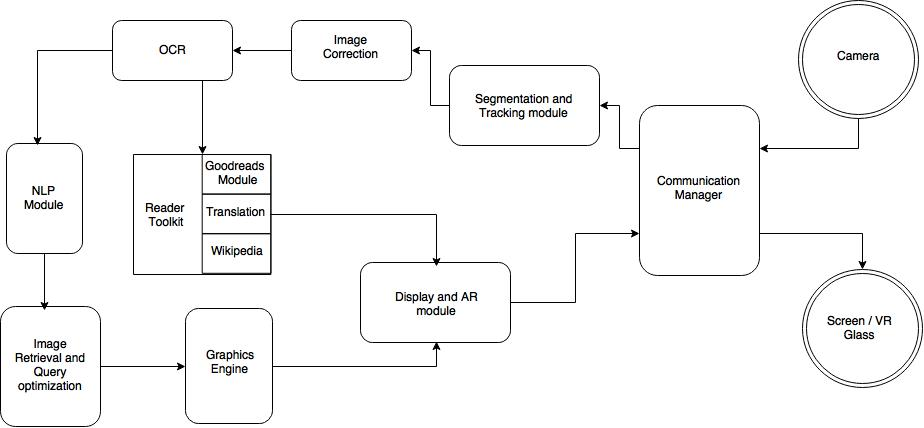 OCR
Image
Correction
Camera
Segmentation and
Tracking module
NLP
Module
Reader
Toolkit
Goodreads
Module
Translation
Wikipedia
Communication
Manager
Display and AR
module
Screen / VR
Glass
Image
Retrieval and
Query
optimization
Graphics
Engine